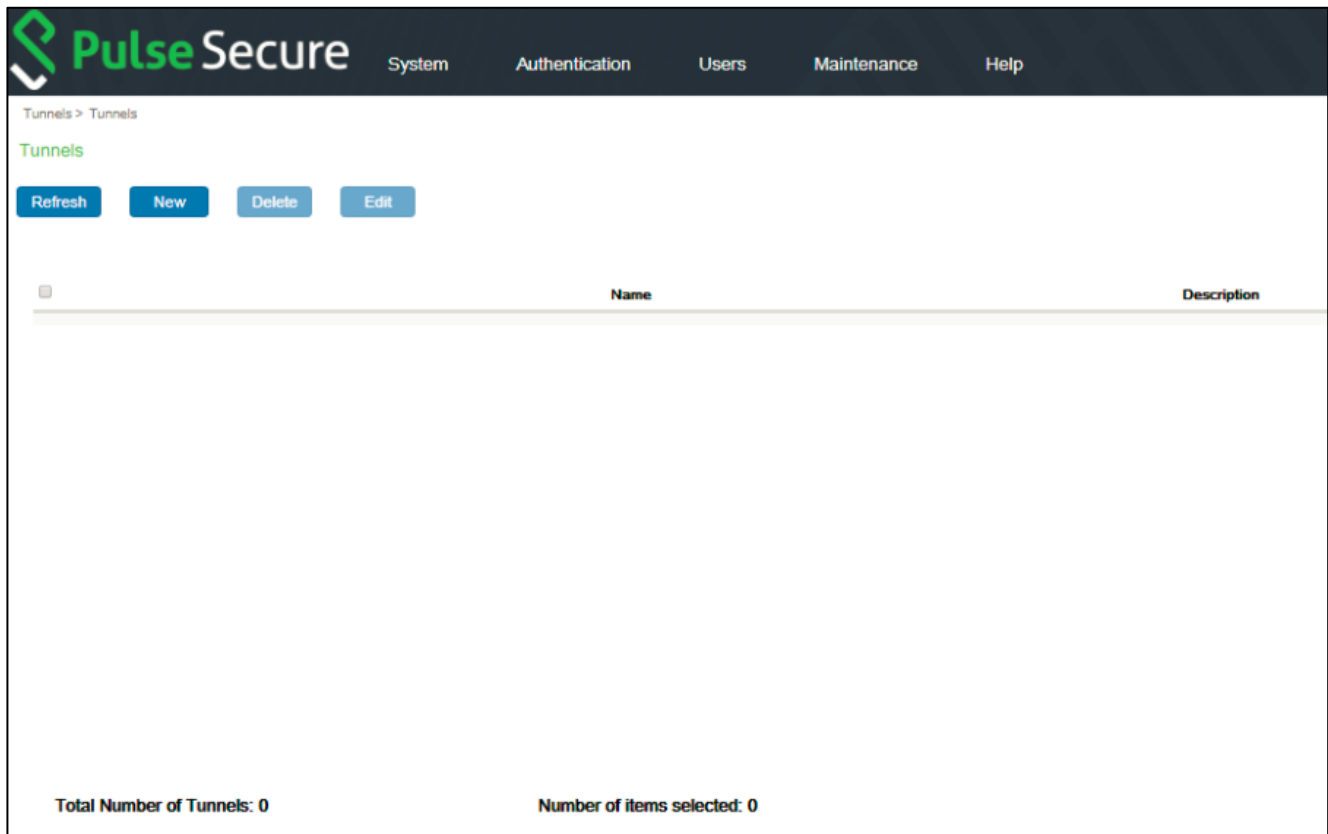 Pulse Secure System Authentication Users Maintenance Help
Tunnels > Tunnels
Tunnels
Refresh New Delete Edit
Name Description
Total Number of Tunnels: 0 Number of items selected: 0